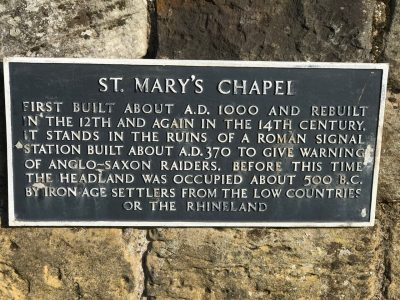 ST. MARY'S CHAPEL
FIRST BUILT ABOUT A.D. 1000 AND REBUILT
IN THE 12TH AND AGAIN IN THE 14TH CENTURY.
IT STANDS IN THE RUINS OF A ROMAN SIGNAL
STATION BUILT ABOUT A.D. 370 TO GIVE WARNING
OF ANGLO-SAXON RAIDERS. BEFORE THIS TIME
THE HEADLAND WAS OCCUPIED ABOUT 500 B.C.
BY IRON AGE SETTLERS FROM THE LOW COUNTRIES
OR THE RHINELAND